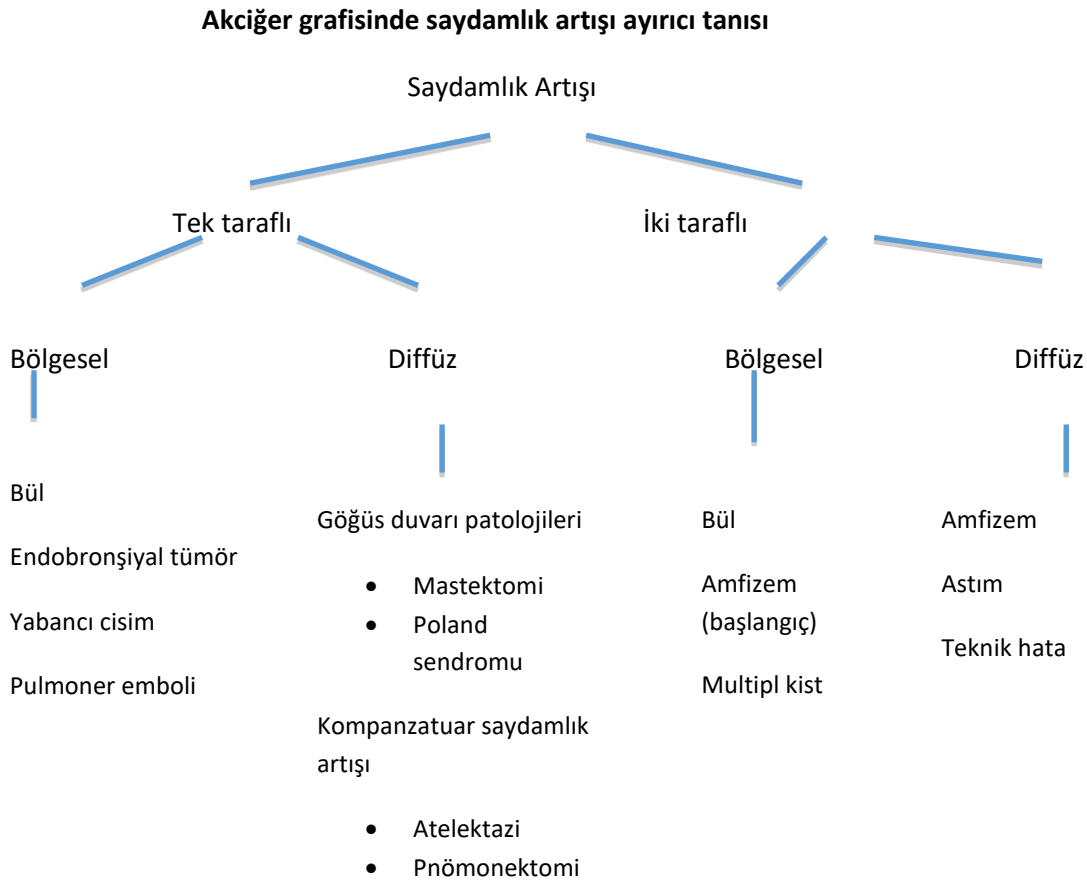 Akciğer grafisinde saydamlık artışı ayırıcı tanısı
Saydamlık Artışı
Tek taraflı
İki taraflı
Bölgesel
Diffüz
Bölgesel
Diffüz
Bül
Endobronşiyal tümör
Yabancı cisim
Pulmoner emboli
Göğüs duvarı patolojileri
• Mastektomi
• Poland
sendromu
Kompanzatuar saydamlık
artışı
• Atelektazi
• Pnömonektomi
Bül
Amfizem
(başlangıç)
Multipl kist
Amfizem
Astım
Teknik hata